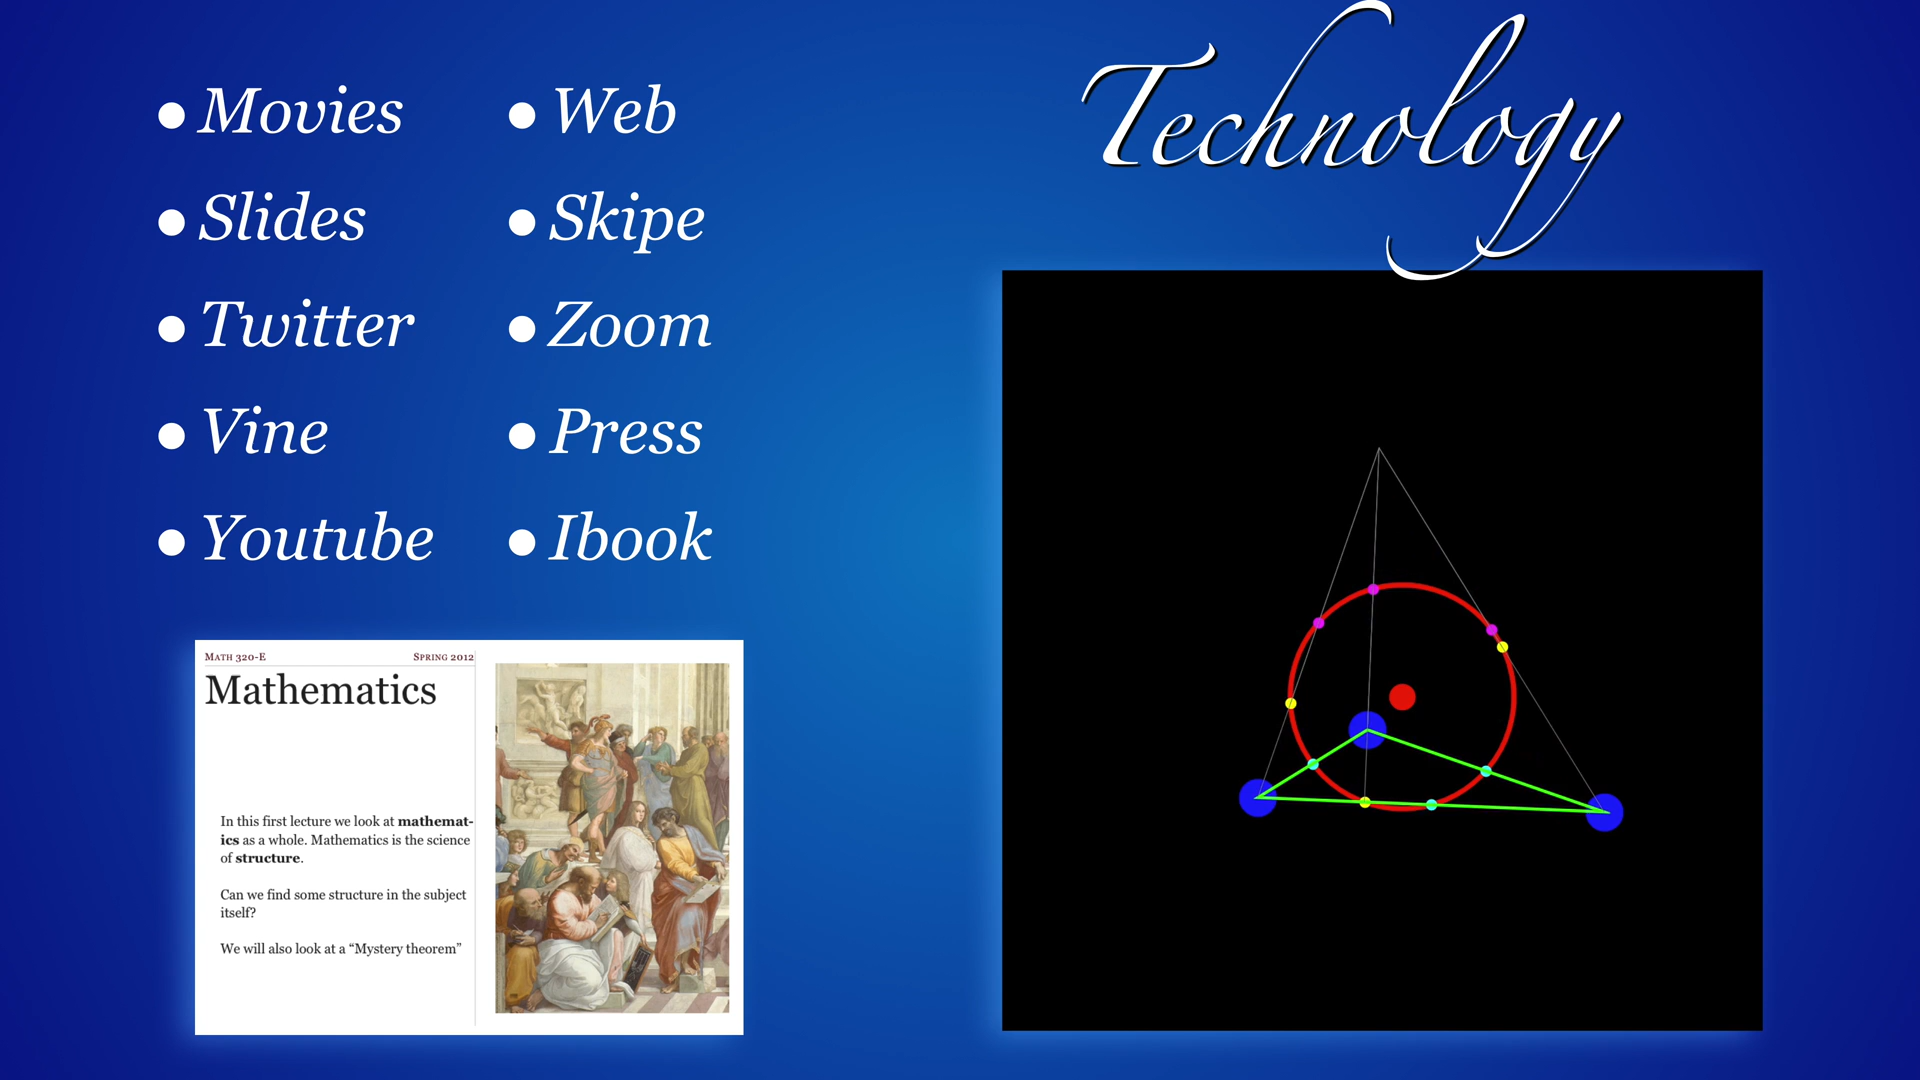 Technology
Movies
Slides
Twitter
Vine
Youtube
Web
Skipe
Zoom
Press
Ibook
MATH 320-E
SPRING 2012
Mathematics
In this first lecture we look at mathemat-
ics as a whole. Mathematics is the science
of structure.
Can we find some structure in the subject
itself?
We will also look at a “Mystery theorem”